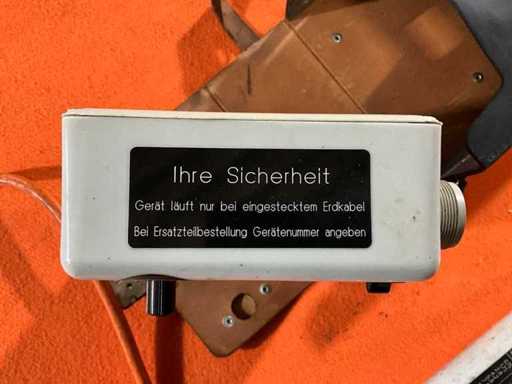 Ihre Sicherheit
Gerät läuft nur bei eingestecktem Erdkabel
Bei Ersatzteilbestellung Gerätenummer angeben